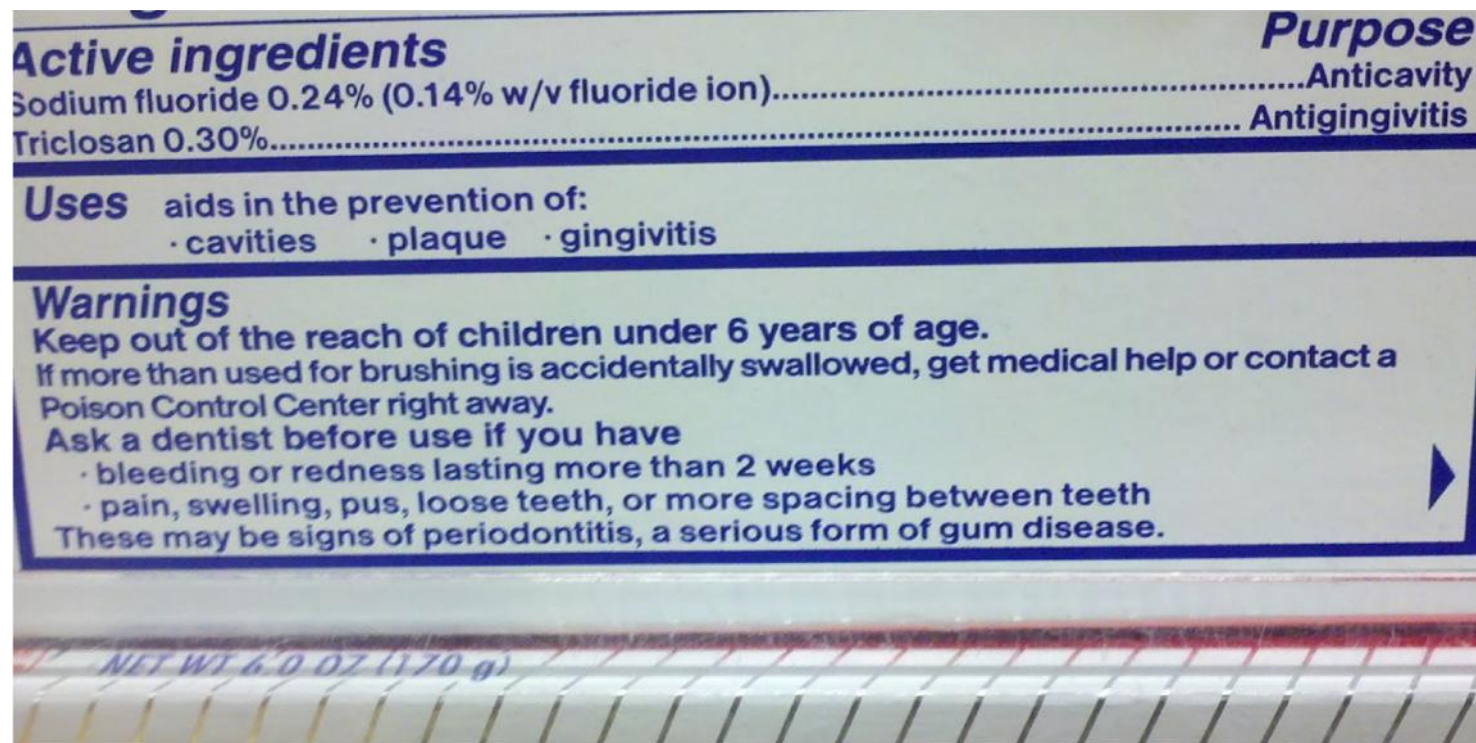 Active ingredients Purpose
Sodium fluoride 0.24% (0.14% w/v fluoride ion)..........Anticavity
Triclosan 0.30%.......... Antigingivitis
Uses aids in the prevention of:
· cavities · plaque · gingivitis
Warnings
Keep out of the reach of children under 6 years of age.
If more than used for brushing is accidentally swallowed, get medical help or contact a
Poison Control Center right away.
Ask a dentist before use if you have
· bleeding or redness lasting more than 2 weeks
· pain, swelling, pus, loose teeth, or more spacing between teeth
These may be signs of periodontitis, a serious form of gum disease.
NET WT 6.0 OZ (170 g)